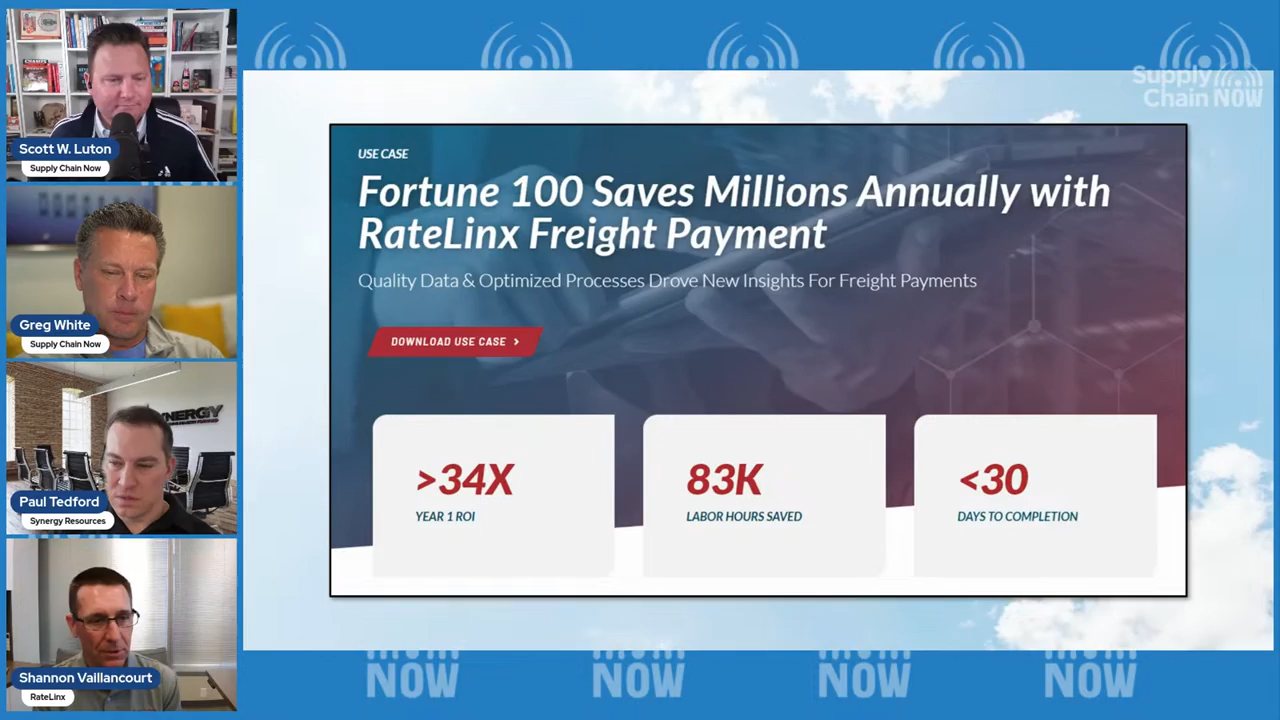 Scott W. Luton
Supply Chain Now
Greg White
Supply Chain Now
Paul Tedford
Synergy Resources
Shannon Vaillancourt
RateLinx
Supply
Chain NOW
USE CASE
Fortune 100 Saves Millions Annually with
RateLinx Freight Payment
Quality Data & Optimized Processes Drove New Insights For Freight Payments
DOWNLOAD USE CASE >
>34X
YEAR 1 ROI
83K
LABOR HOURS SAVED
<30
DAYS TO COMPLETION
NOW
NOW
NOW
NOW